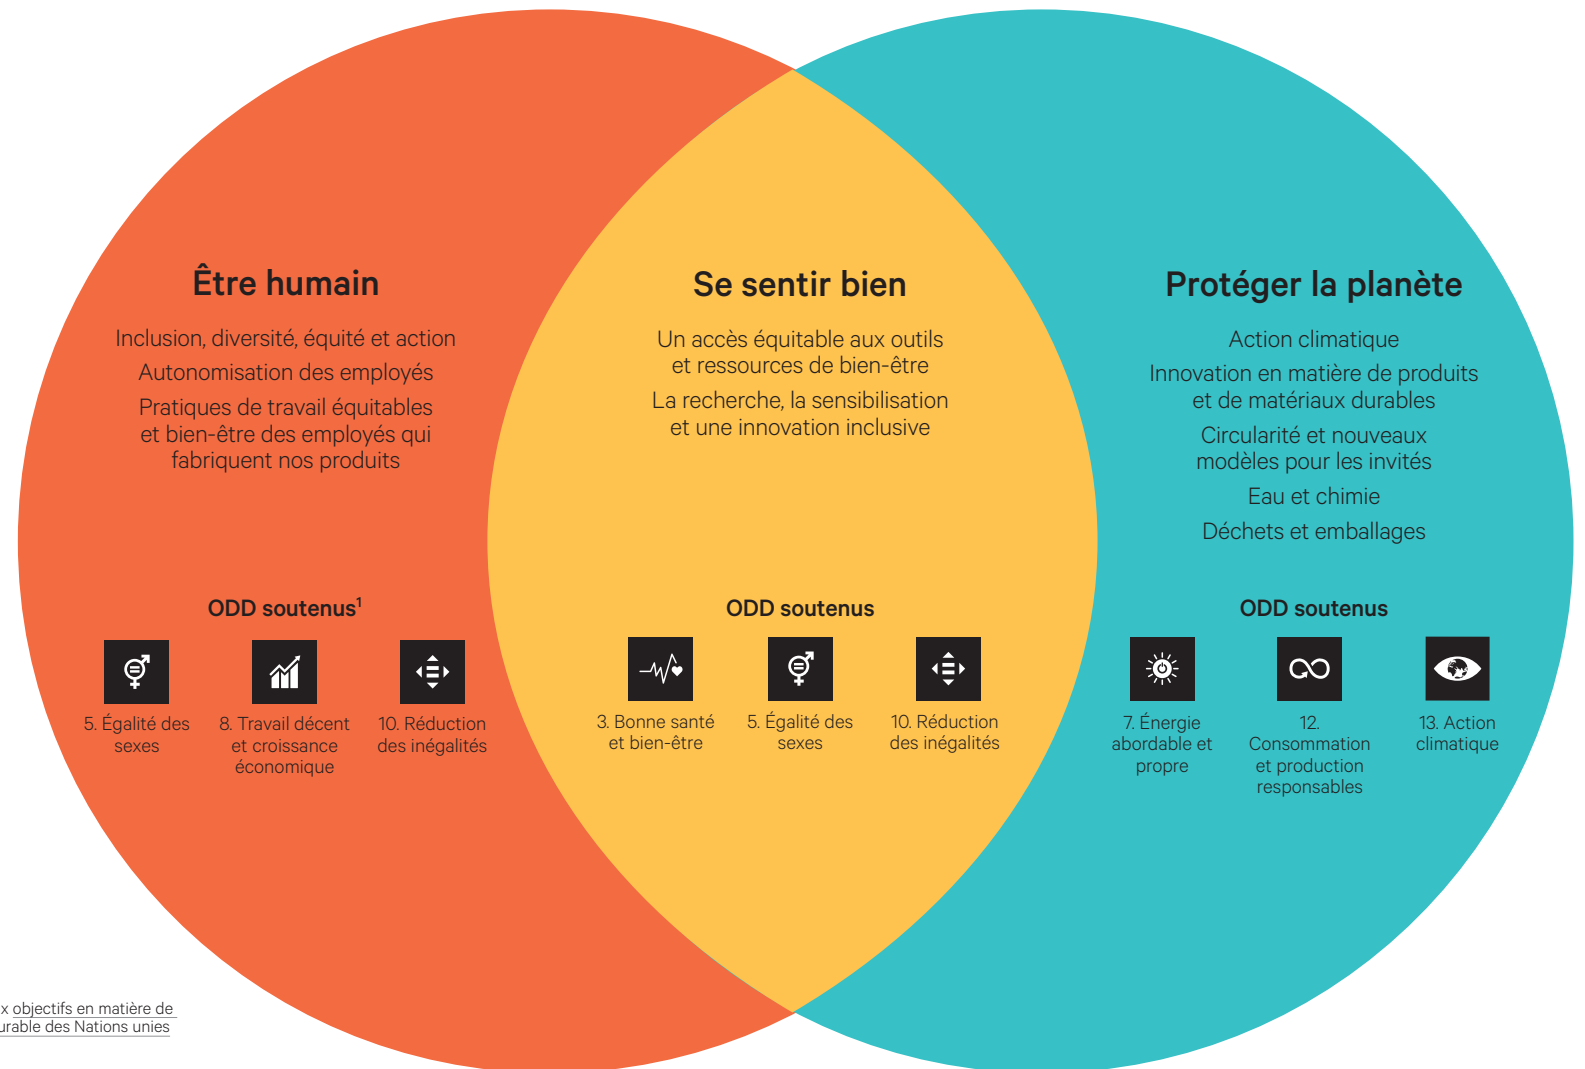 Être humain
Inclusion, diversité, équité et action
Autonomisation des employés
Pratiques de travail équitables
et bien-être des employés qui
fabriquent nos produits
ODD soutenus¹
5. Égalité des
sexes
8. Travail décent
et croissance
économique
10. Réduction
des inégalités
Se sentir bien
Un accès équitable aux outils
et ressources de bien-être
La recherche, la sensibilisation
et une innovation inclusive
ODD soutenus
3. Bonne santé
et bien-être
5. Égalité des
sexes
10. Réduction
des inégalités
Protéger la planète
Action climatique
Innovation en matière de produits
et de matériaux durables
Circularité et nouveaux
modèles pour les invités
Eau et chimie
Déchets et emballages
ODD soutenus
7. Énergie
abordable et
propre
12.
Consommation
et production
responsables
13. Action
climatique
objectifs en matière de
des Nations unies